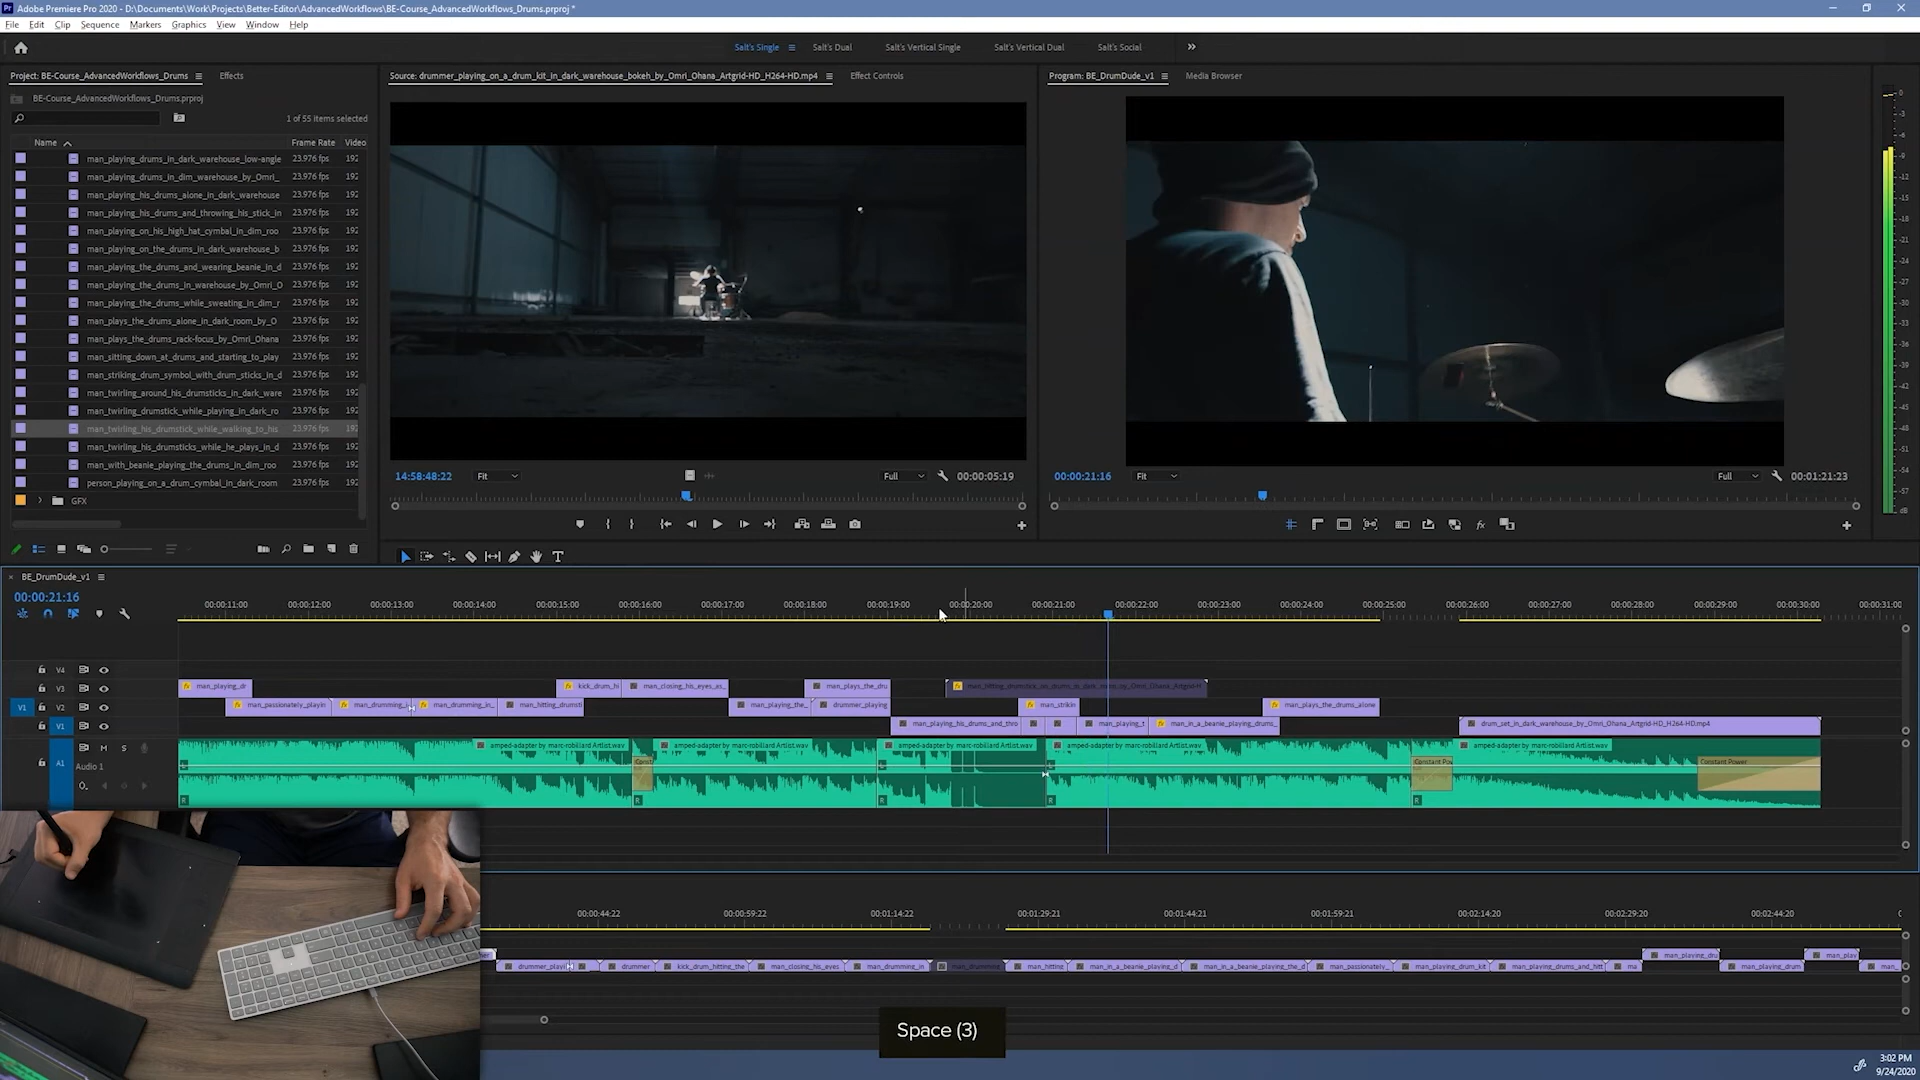 Adobe Premiere Pro 2020 - D:\Documents\Work\Projects\Better-Editor\AdvancedWorkflows\BE-Course_AdvancedWorkflows_Drums.prproj *
File Edit Clip Sequence Markers Graphics View Window Help
Salt's Single Salt's Dual Salt's Vertical Single Salt's Vertical Dual Salt's Social
Project: BE-Course_AdvancedWorkflows_Drums Effects
Source: drummer_playing_on_a_drum_kit_in_dark_warehouse_bokeh_by_Omri_Ohana_Artgrid-HD_H264-HD.mp4 Effect Controls
Program: BE_DrumDude_v1 Media Browser
BE-Course_AdvancedWorkflows_Drums.prproj
1 of 55 items selected
Name Frame Rate Video
man_playing_drums_in_dark_warehouse_low-angle 23.976 fps 192
man_playing_drums_in_dim_warehouse_by_Omri_ 23.976 fps 192
man_playing_his_drums_alone_in_dark_warehouse 23.976 fps 192
man_playing_his_drums_and_throwing_his_stick_in 23.976 fps 192
man_playing_on_his_high_hat_cymbal_in_dim_roo 23.976 fps 192
man_playing_on_the_drums_in_dark_warehouse_b 23.976 fps 192
man_playing_the_drums_and_wearing_beanie_in_d 23.976 fps 192
man_playing_the_drums_in_warehouse_by_Omri_O 23.976 fps 192
man_playing_the_drums_while_sweating_in_dim_r 23.976 fps 192
man_plays_the_drums_alone_in_dark_room_by_O 23.976 fps 192
man_plays_the_drums_rack-focus_by_Omri_Ohana 23.976 fps 192
man_sitting_down_at_drums_and_starting_to_play 23.976 fps 192
man_striking_drum_symbol_with_drum_sticks_in_d 23.976 fps 192
man_twirling_around_his_drumsticks_in_dark_ware 23.976 fps 192
man_twirling_drumstick_while_playing_in_dark_ro 23.976 fps 192
man_twirling_his_drumstick_while_walking_to_his 23.976 fps 192
man_twirling_his_drumsticks_while_he_plays_in_d 23.976 fps 192
man_with_beanie_playing_the_drums_in_dim_roo 23.976 fps 192
person_playing_on_a_drum_cymbal_in_dark_room 23.976 fps 192
GFX
14:58:48:22 Fit Full 00:00:05:19
00:00:21:16 Fit Full 00:01:21:23
BE_DrumDude_v1
00:00:21:16
00:00:11:00 00:00:12:00 00:00:13:00 00:00:14:00 00:00:15:00 00:00:16:00 00:00:17:00 00:00:18:00 00:00:19:00 00:00:20:00 00:00:21:00 00:00:22:00 00:00:23:00 00:00:24:00 00:00:25:00 00:00:26:00 00:00:27:00 00:00:28:00 00:00:29:00 00:00:30:00 00:00:31:00
V4
V3 man_playing_dr kick_drum_hi man_closing_his_eyes_as_ man_plays_the_dru
V1 V2 man_passionately_playin man_drumming_i man_drumming_in_ man_hitting_drumsti man_playing_the_ drummer_playing man_strikin man_plays_the_drums_alone
V1 man_playing_his_drums_and_thro man_playing_t man_in_a_beanie_playing_drums_ drum_set_in_dark_warehouse_by_Omri_Ohana_Artgrid-HD_H264-HD.mp4
M S amped-adapter by marc-robillard Artlist.wav amped-adapter by marc-robillard Artlist.wav amped-adapter by marc-robillard Artlist.wav amped-adapter by marc-robillard Artlist.wav amped-adapter by marc-robillard Artlist.wav
A1 Audio 1 Const Constant Pow Constant Power
00:00:44:22 00:00:59:22 00:01:14:22 00:01:29:21 00:01:44:21 00:01:59:21 00:02:14:20 00:02:29:20 00:02:44:20
man_playing_dru man_play
drummer_playi drummer kick_drum_hitting_the man_closing_his_eyes man_drumming_in man_drumming man_hitting man_in_a_beanie_playing_d man_in_a_beanie_playing_the_d man_passionately_ man_playing_drum_kit man_playing_drums_and_hitt ma man_playing_drum man_
Space (3)
3:02 PM
9/24/2020